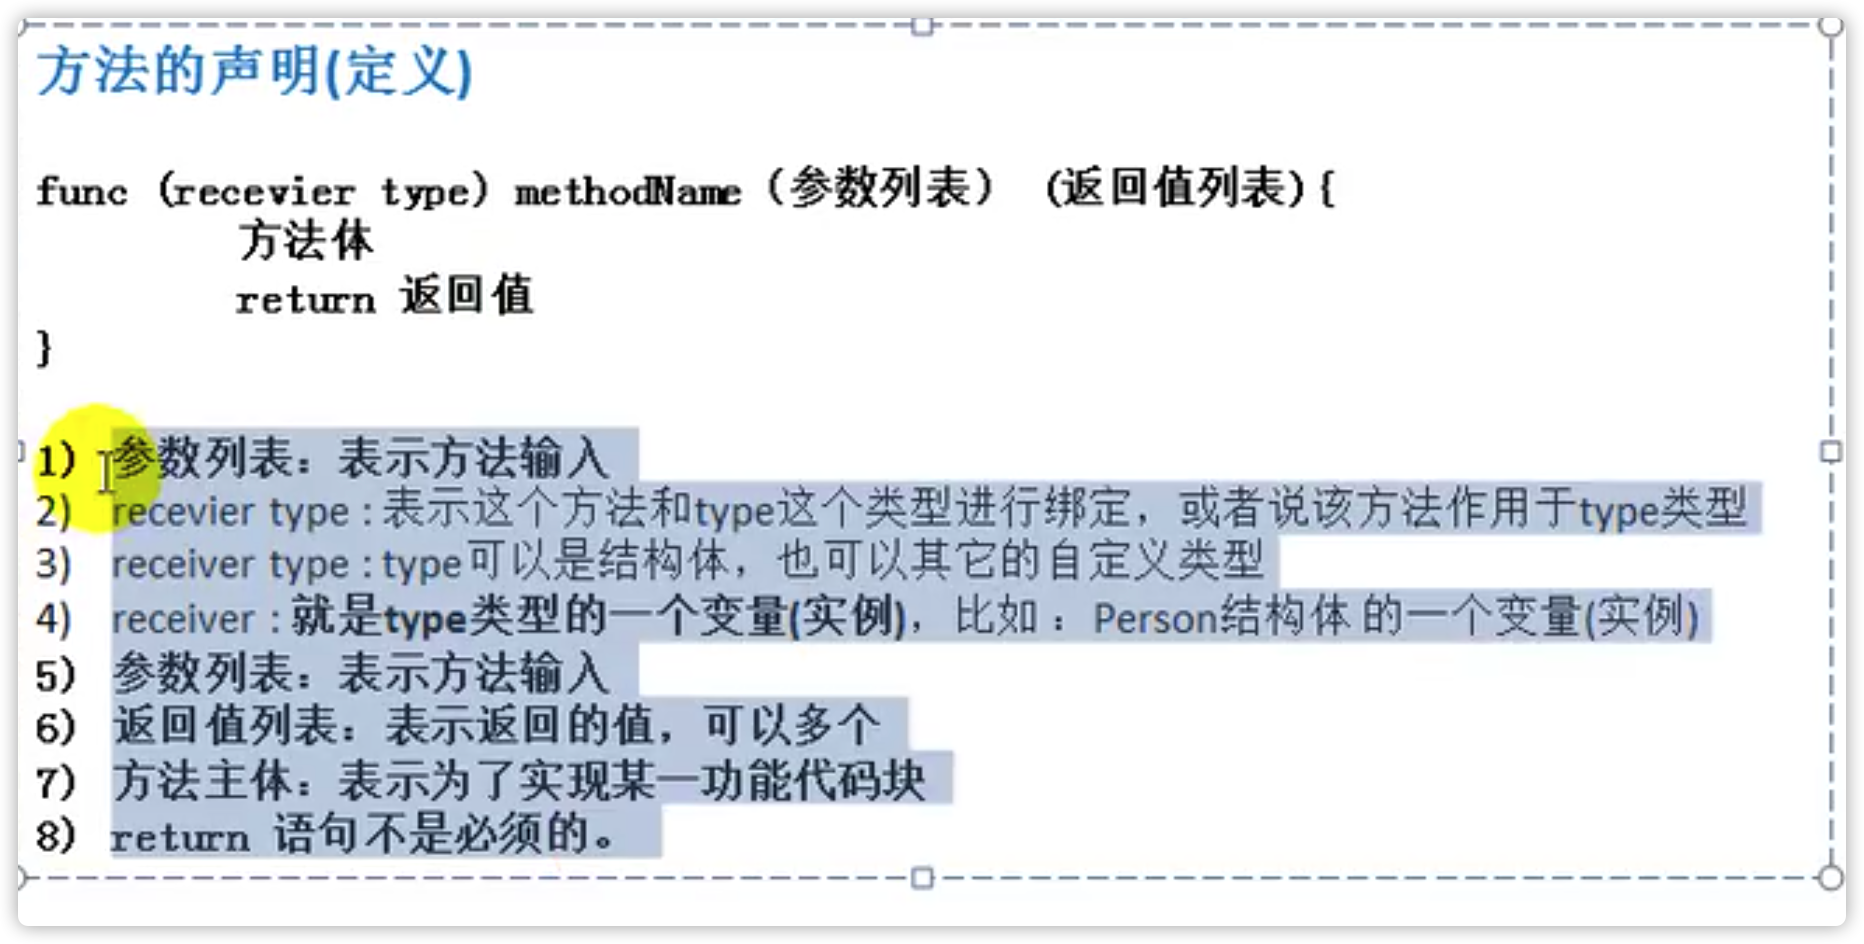 方法的声明(定义)
func (recevier type) methodName（参数列表） (返回值列表){
方法体
return 返回值
}
1) 参数列表：表示方法输入
2) recevier type : 表示这个方法和type这个类型进行绑定，或者说该方法作用于type类型
3) receiver type : type可以是结构体，也可以其它的自定义类型
4) receiver : 就是type类型的一个变量(实例)，比如 ：Person结构体 的一个变量(实例)
5) 参数列表：表示方法输入
6) 返回值列表：表示返回的值，可以多个
7) 方法主体：表示为了实现某一功能代码块
8) return 语句不是必须的。